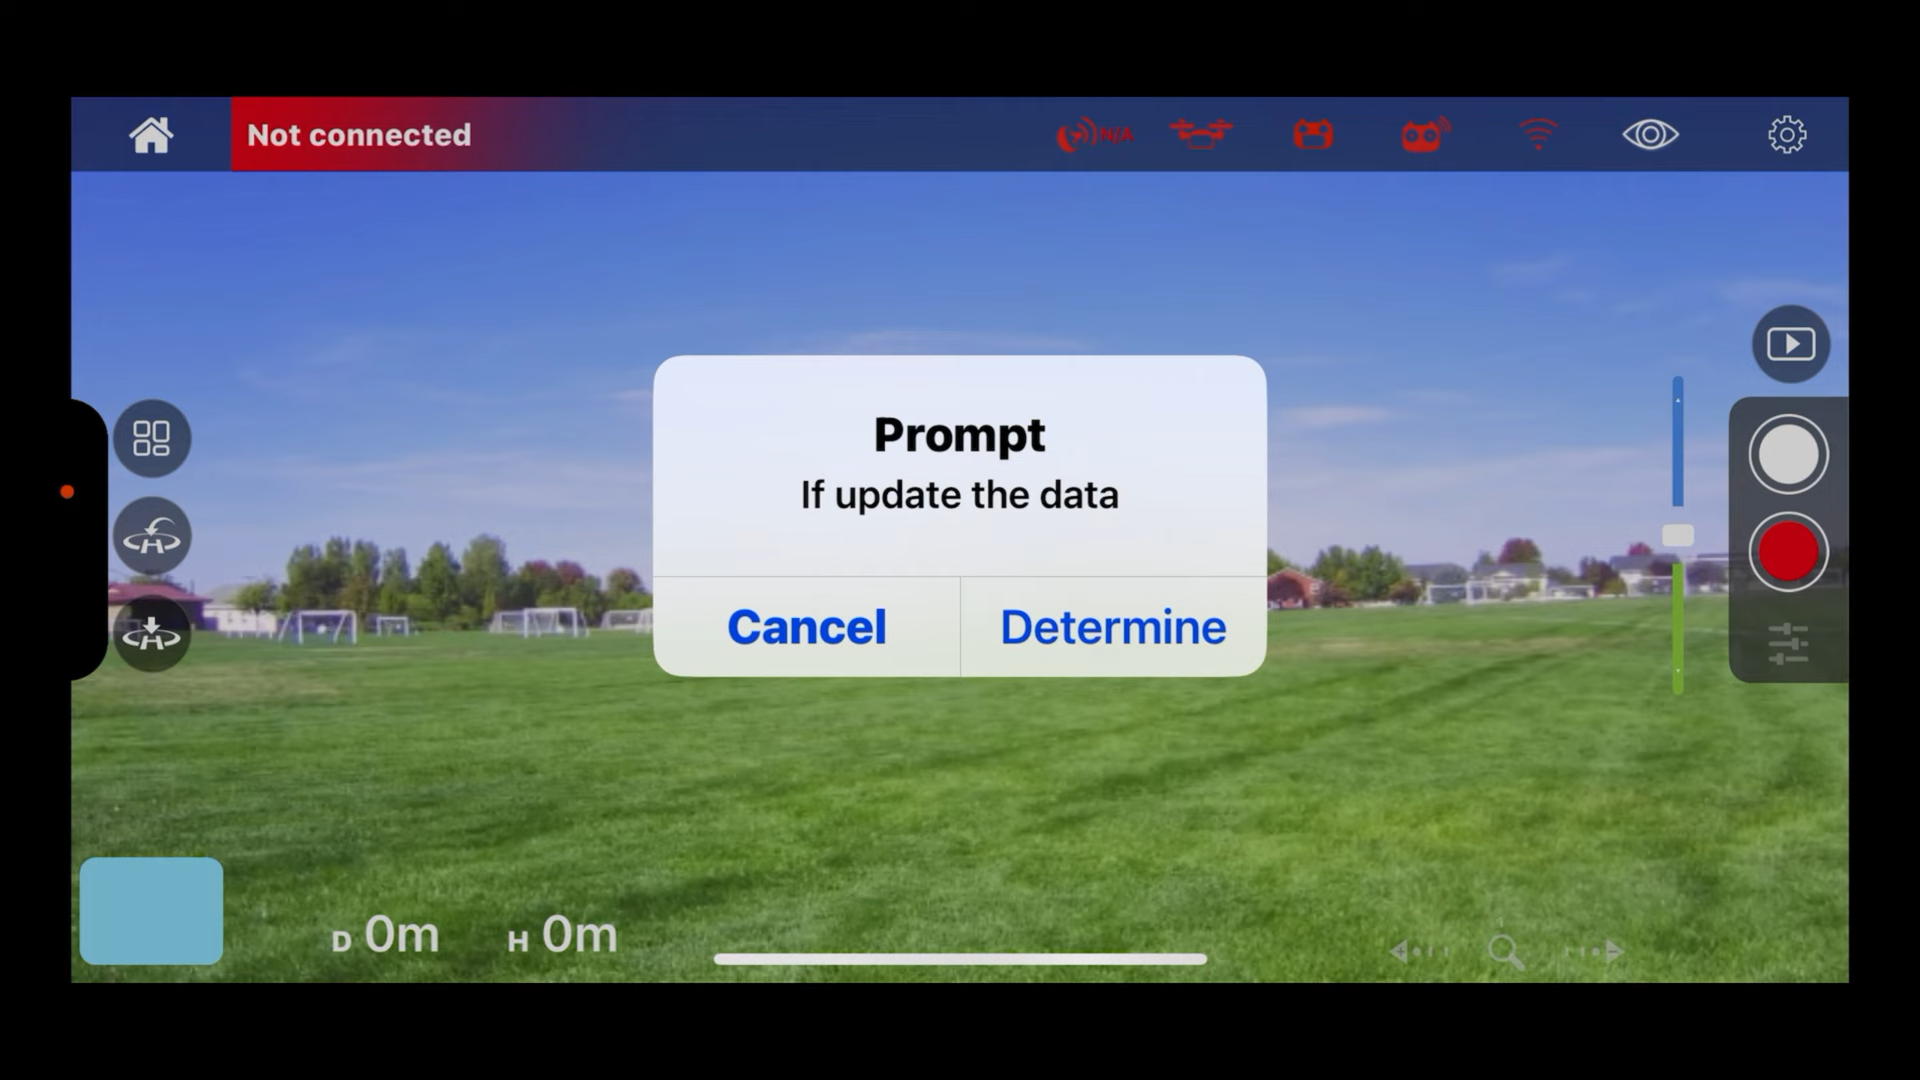 Not connected
N/A
Prompt
If update the data
Cancel
Determine
D 0m
H 0m